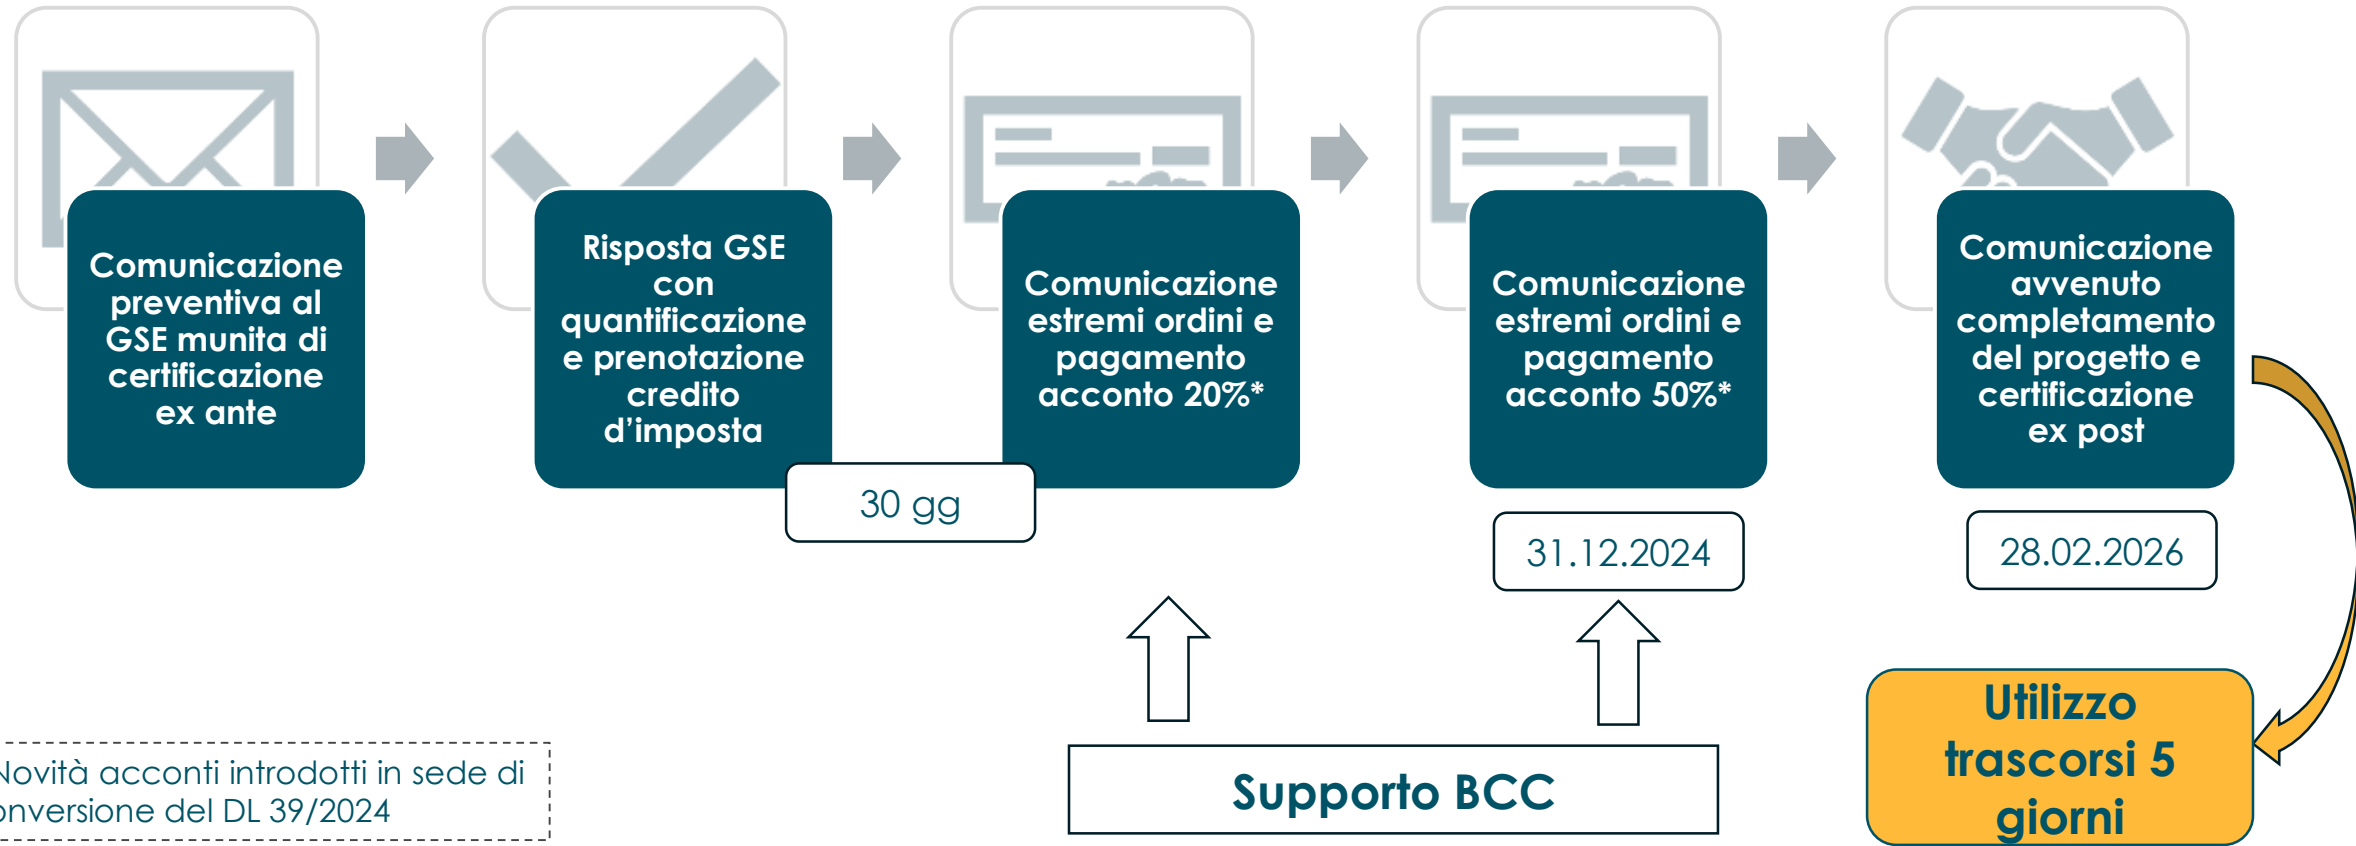 Comunicazione
preventiva al
GSE munita di
certificazione
ex ante
Risposta GSE
con
quantificazione
e prenotazione
credito
d'imposta
30 gg
Comunicazione
estremi ordini e
pagamento
acconto 20%*
Comunicazione
estremi ordini e
pagamento
acconto 50%*
31.12.2024
Comunicazione
avvenuto
completamento
del progetto e
certificazione
ex post
28.02.2026
Novità acconti introdotti in sede di
onversione del DL 39/2024
Supporto BCC
Utilizzo
trascorsi 5
giorni